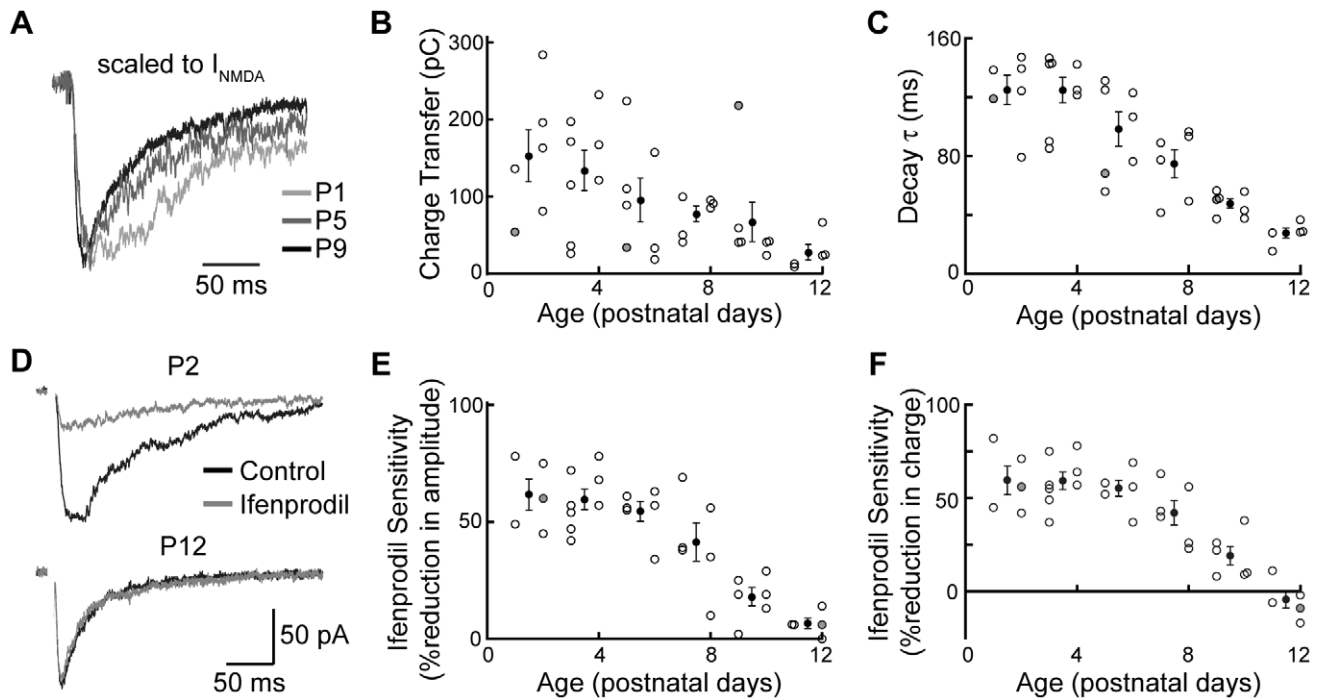 A
scaled to I NMDA
P1
P5
P9
50 ms
B
Charge Transfer (pC)
300
200
100
0
0 4 8 12
Age (postnatal days)
C
Decay τ (ms)
160
80
0
0 4 8 12
Age (postnatal days)
D
P2
Control
Ifenprodil
P12
50 pA
50 ms
E
Ifenprodil Sensitivity
(%reduction in amplitude)
100
50
0
0 4 8 12
Age (postnatal days)
F
Ifenprodil Sensitivity
(%reduction in charge)
100
50
0
0 4 8 12
Age (postnatal days)